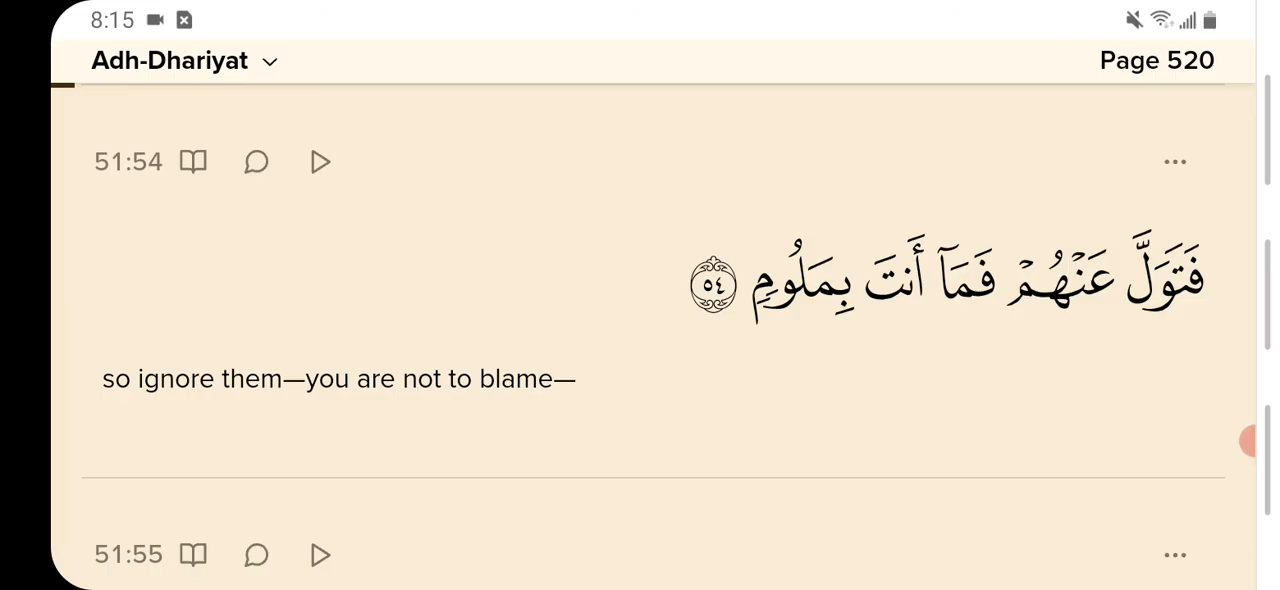 8:15
Adh-Dhariyat Page 520
51:54
فَتَوَلَّ عَنْهُمْ فَمَآ أَنتَ بِمَلُومٍ ٥٤
so ignore them—you are not to blame—
51:55